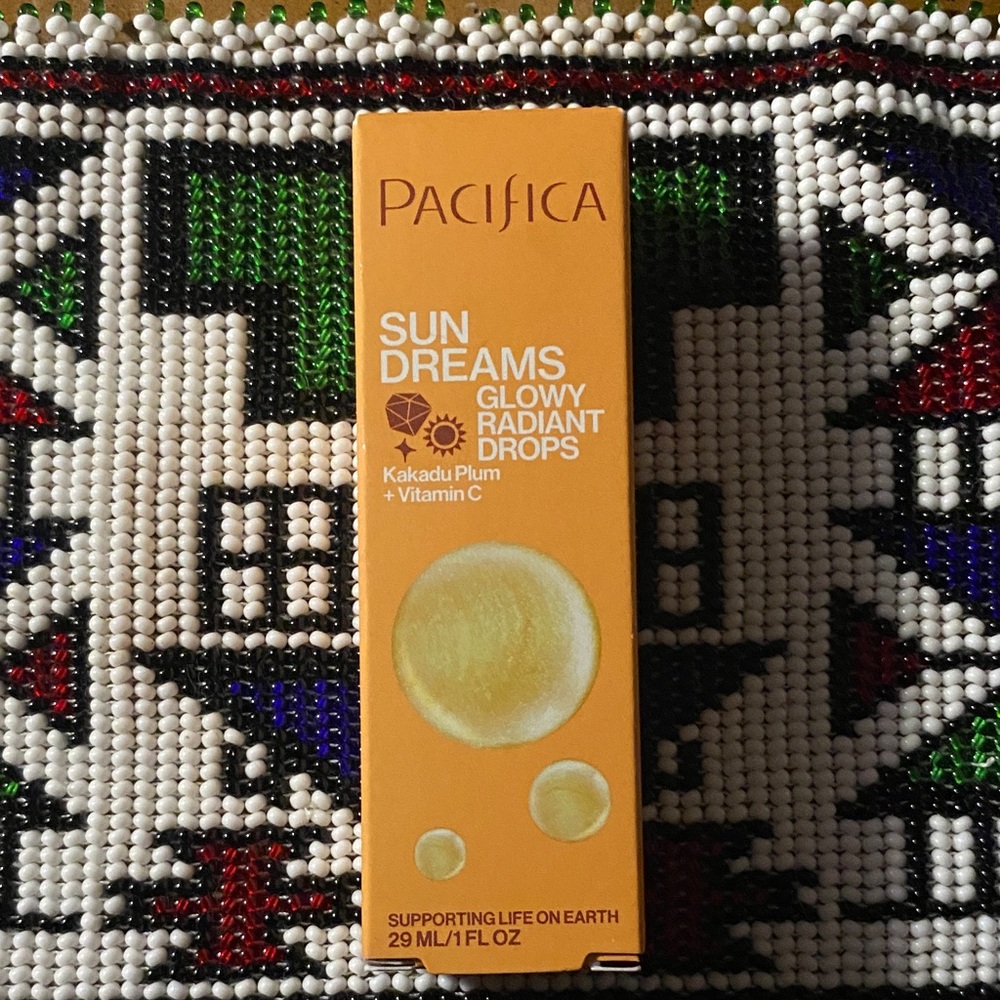 PACIFICA
SUN
DREAMS
GLOWY
RADIANT
DROPS
Kakadu Plum
+ Vitamin C
SUPPORTING LIFE ON EARTH
29 ML/1 FL OZ